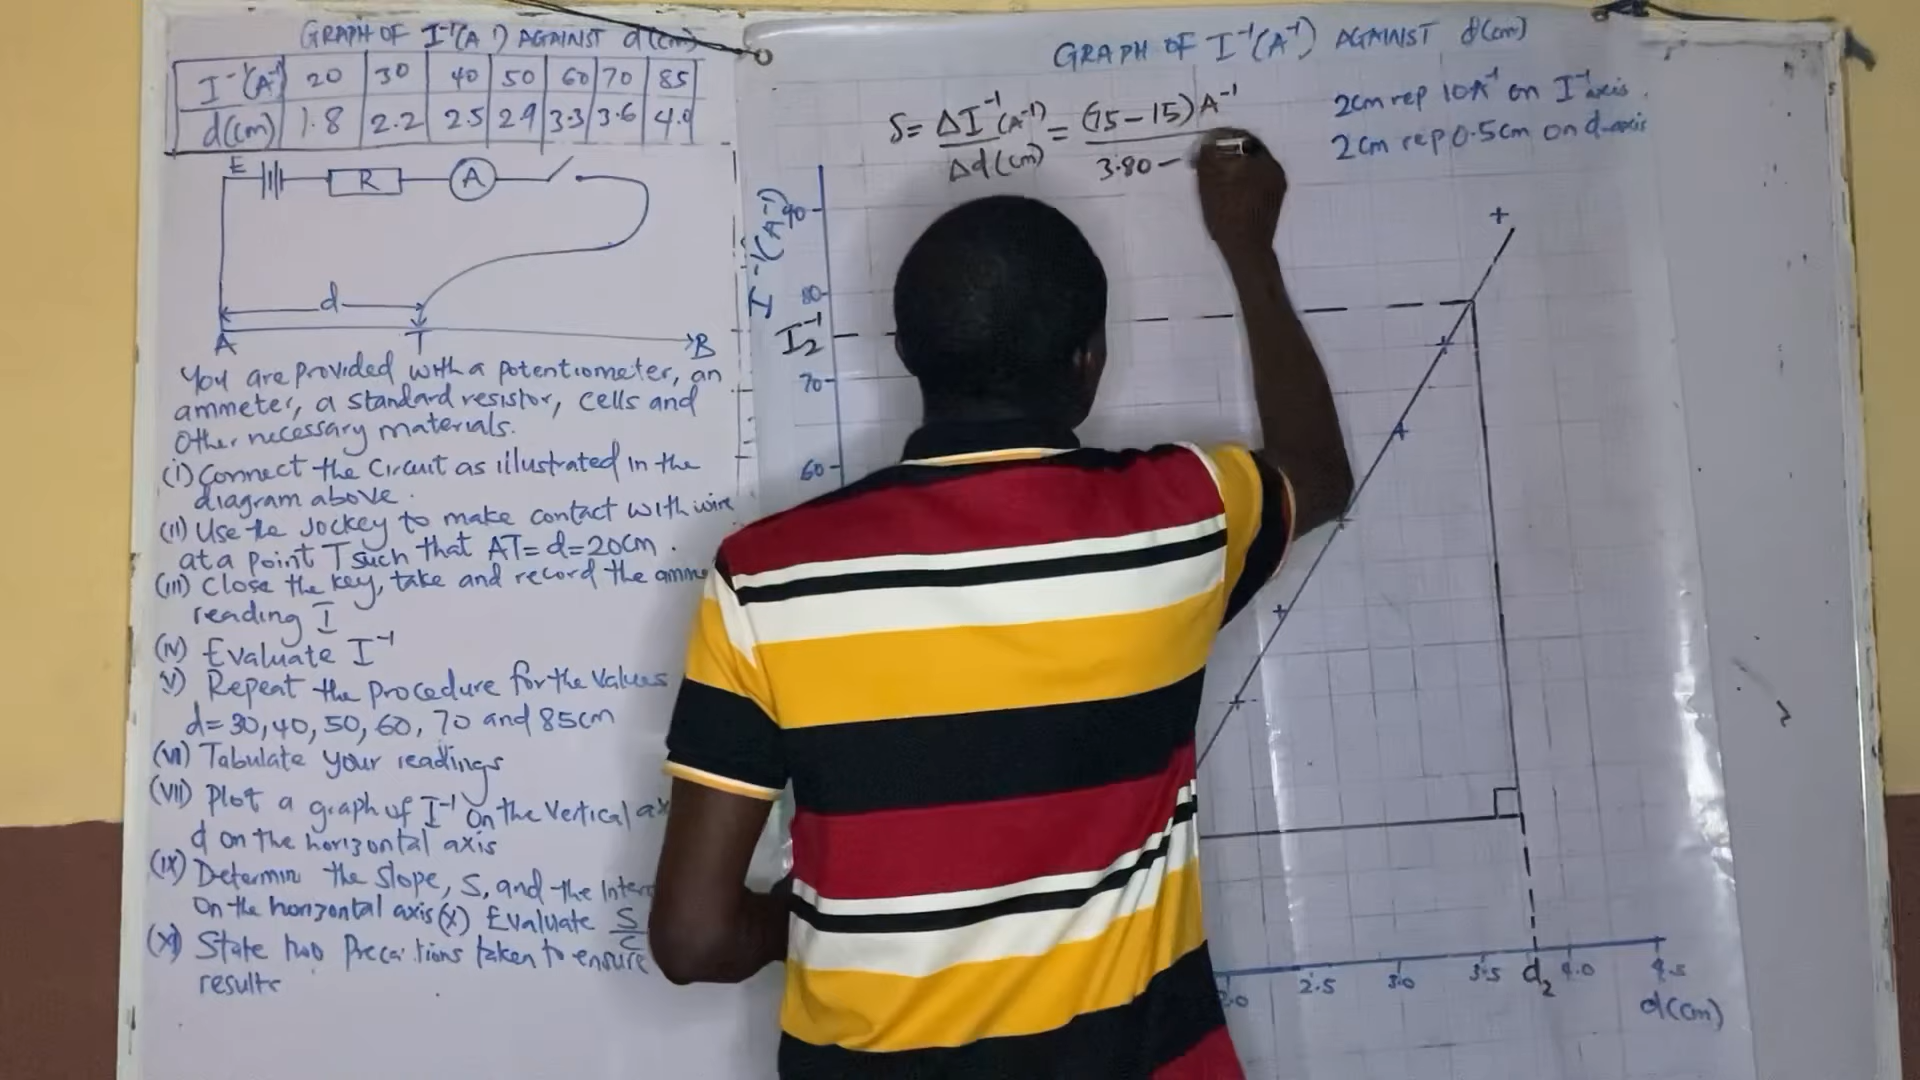 GRAPH OF I⁻¹(A⁻¹) AGAINST d(cm)
I⁻¹(A⁻¹) 20 30 40 50 60 70 85
d(cm) 1.8 2.2 2.5 2.9 3.3 3.6 4.0
E R A
d
A T B
You are provided with a potentiometer, an
ammeter, a standard resistor, cells and
Other necessary materials.
(i) Connect the Circuit as illustrated in the
diagram above.
(ii) Use the Jockey to make contact with wire
at a point T such that AT = d = 20cm.
(iii) Close the key, take and record the amme
reading I
(iv) Evaluate I⁻¹
v) Repeat the procedure for the values
d = 30, 40, 50, 60, 70 and 85cm
(vi) Tabulate your readings
(vii) Plot a graph of I⁻¹ on the vertical ax
d on the horizontal axis
(ix) Determin the slope, S, and the Inter
on the horizontal axis (x) Evaluate S/C
(xi) State two Precautions taken to ensure
results
GRAPH OF I⁻¹(A⁻¹) AGAINST d(cm)
2cm rep 10A⁻¹ on I⁻¹ axis.
2cm rep 0.5cm on d-axis
S = ΔI⁻¹(A⁻¹)/Δd(cm) = (75 - 15)A⁻¹/3.80 -
I⁻¹(A⁻¹)
90
80
I₂⁻¹
70
60
2.0 2.5 3.0 3.5 d₂ 4.0 4.5
d(cm)